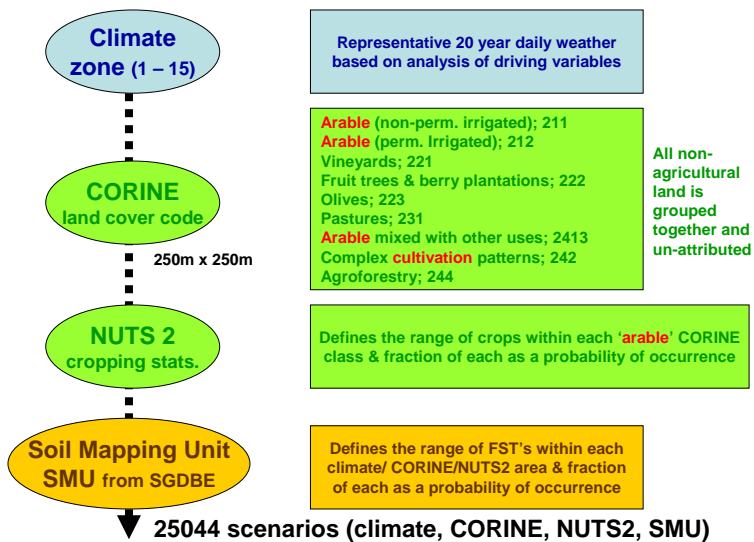 Climate
zone (1 – 15)
Representative 20 year daily weather
based on analysis of driving variables
CORINE
land cover code
250m x 250m
Arable (non-perm. irrigated); 211
Arable (perm. Irrigated); 212
Vineyards; 221
Fruit trees & berry plantations; 222
Olives; 223
Pastures; 231
Arable mixed with other uses; 2413
Complex cultivation patterns; 242
Agroforestry; 244
All non-
agricultural
land is
grouped
together and
un-attributed
NUTS 2
cropping stats.
Defines the range of crops within each ‘arable’ CORINE
class & fraction of each as a probability of occurrence
Soil Mapping Unit
SMU from SGDBE
Defines the range of FST’s within each
climate/ CORINE/NUTS2 area & fraction
of each as a probability of occurrence
25044 scenarios (climate, CORINE, NUTS2, SMU)